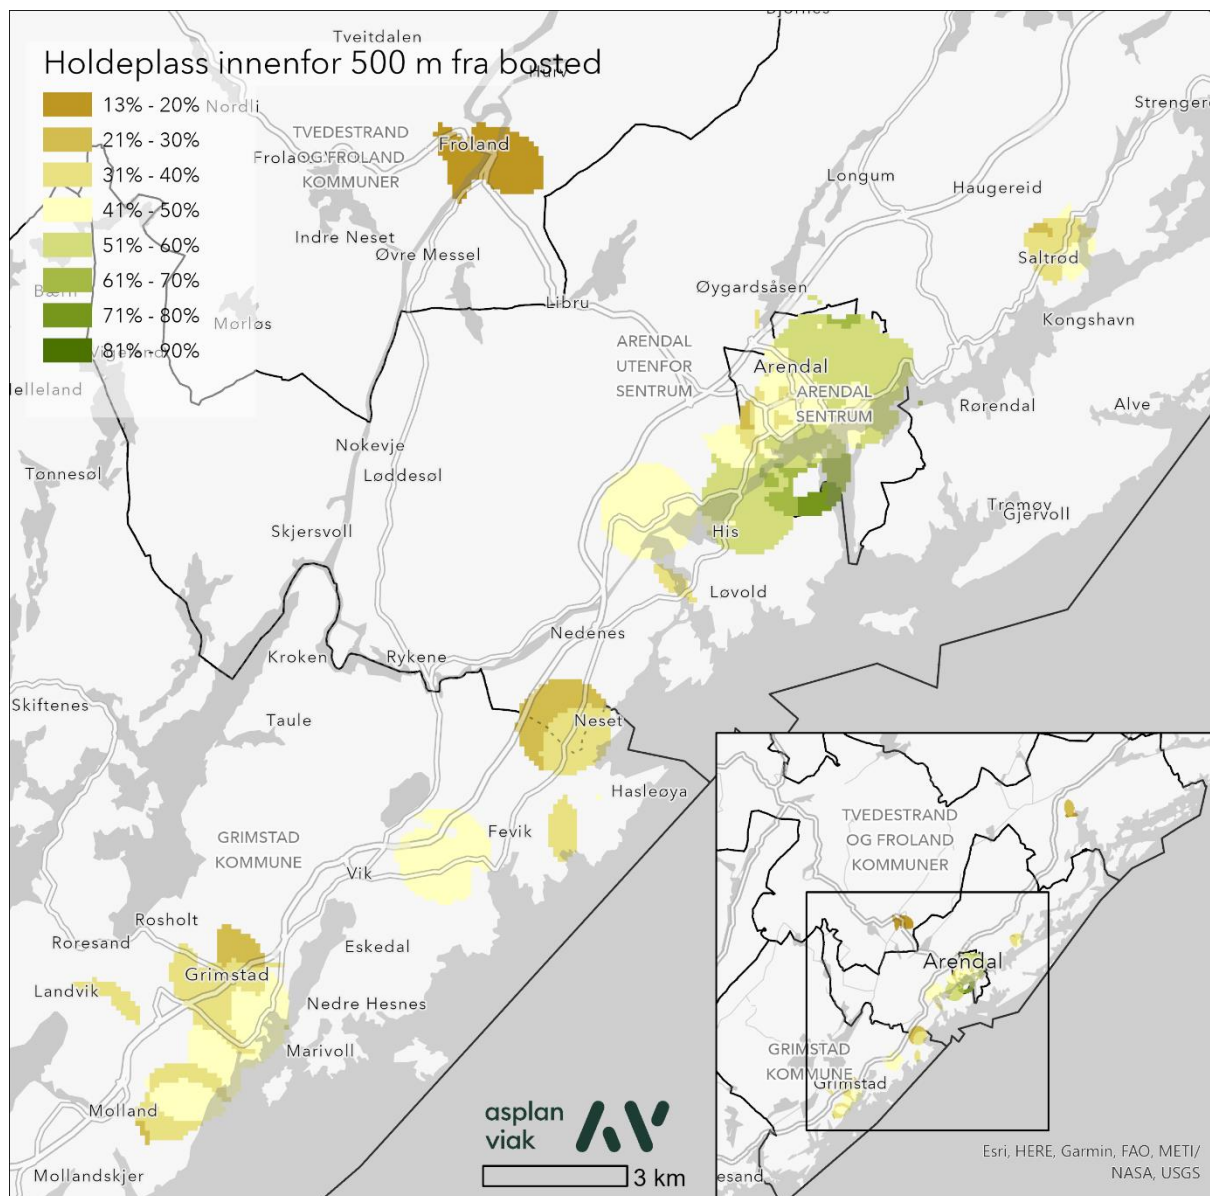 Bjørnes
Tveitdalen
Holdeplass innenfor 500 m fra bosted
Hurv
13% - 20%
Nordli
21% - 30%
31% - 40%
41% - 50%
51% - 60%
61% - 70%
71% - 80%
81% - 90%
TVEDESTRAND
OG FROLAND
KOMMUNER
Froland
Strengere
Longum
Haugereid
Indre Neset
Øvre Messel
Saltrød
Øygardsåsen
Libru
Kongshavn
Mørløs
ARENDAL
UTENFOR
SENTRUM
Arendal
ARENDAL
SENTRUM
Helleland
Rørendal
Alve
Nokevje
Løddesøl
Tønnesøl
Tromøy
Gjervoll
Skjersvoll
His
Løvold
Nedenes
Kroken
Rykene
Skiftenes
Taule
Neset
Hasleøya
GRIMSTAD
KOMMUNE
Fevik
Vik
Rosholt
Roresand
Eskedal
Grimstad
Landvik
Nedre Hesnes
Marivoll
Molland
Mollandskjer
asplan
viak
3 km
TVEDESTRAND
OG FROLAND
KOMMUNER
Arendal
GRIMSTAD
KOMMUNE
Grimstad
esand
Esri, HERE, Garmin, FAO, METI/
NASA, USGS